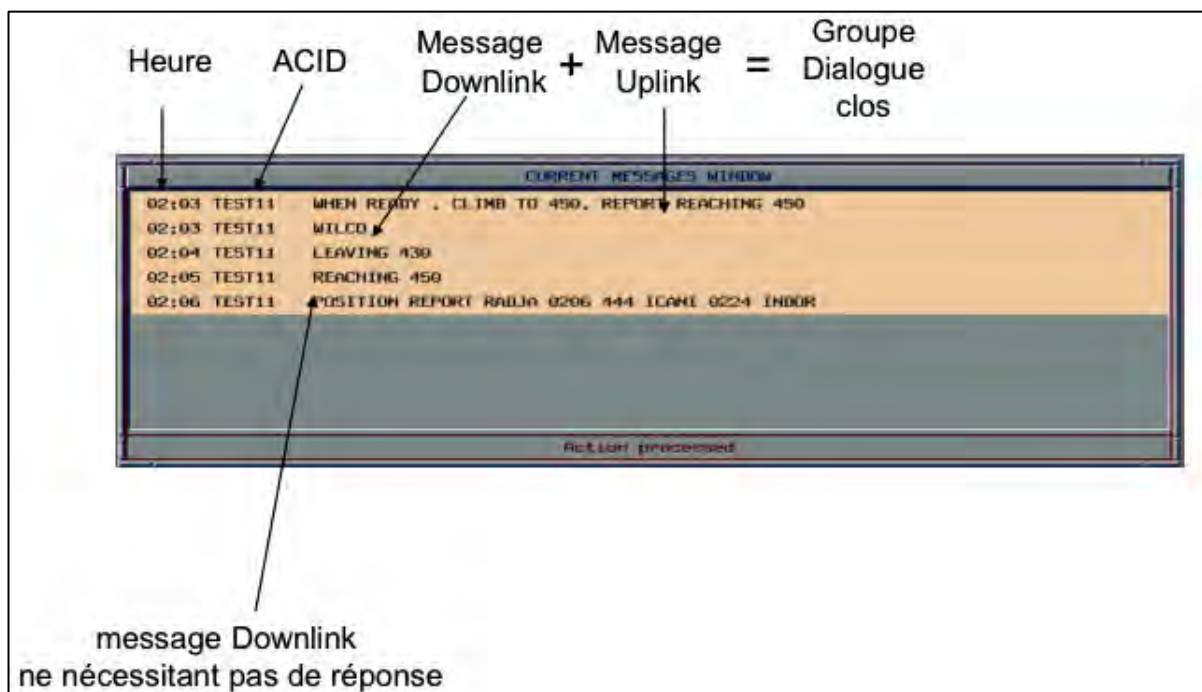 Heure
ACID
Message
Downlink
+
Message
Uplink
=
Groupe
Dialogue
clos
CURRENT MESSAGES WINDOW
02:03 TEST11 WHEN READY . CLIMB TO 450. REPORT REACHING 450
02:03 TEST11 WILCO
02:04 TEST11 LEAVING 430
02:05 TEST11 REACHING 450
02:06 TEST11 POSITION REPORT RADJA 0206 444 ICAMI 0224 INDOR
Action processed
message Downlink
ne nécessitant pas de réponse